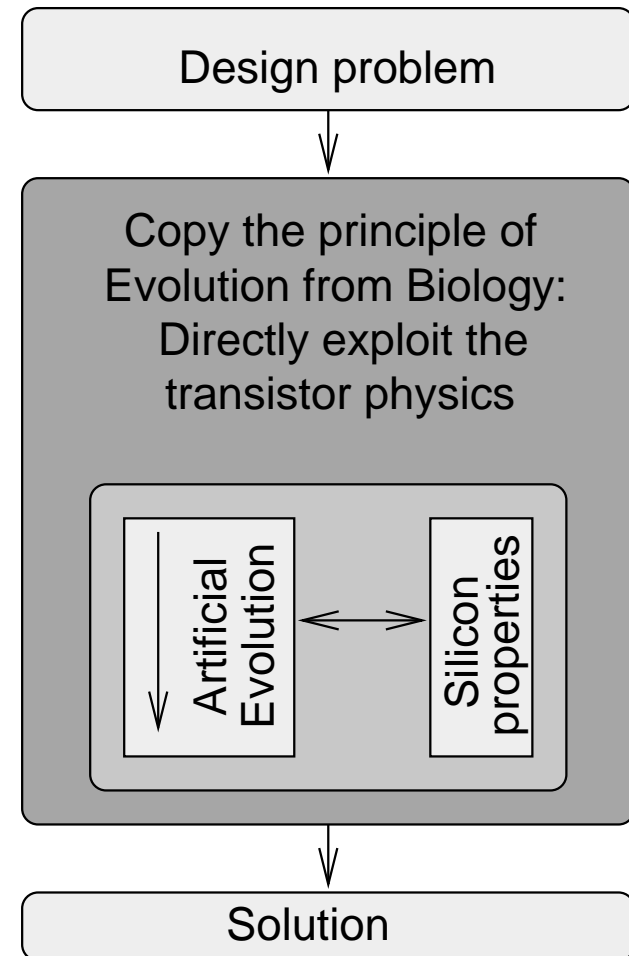 Design problem
Copy the principle of
Evolution from Biology:
Directly exploit the
transistor physics
Artificial
Evolution
Silicon
properties
Solution